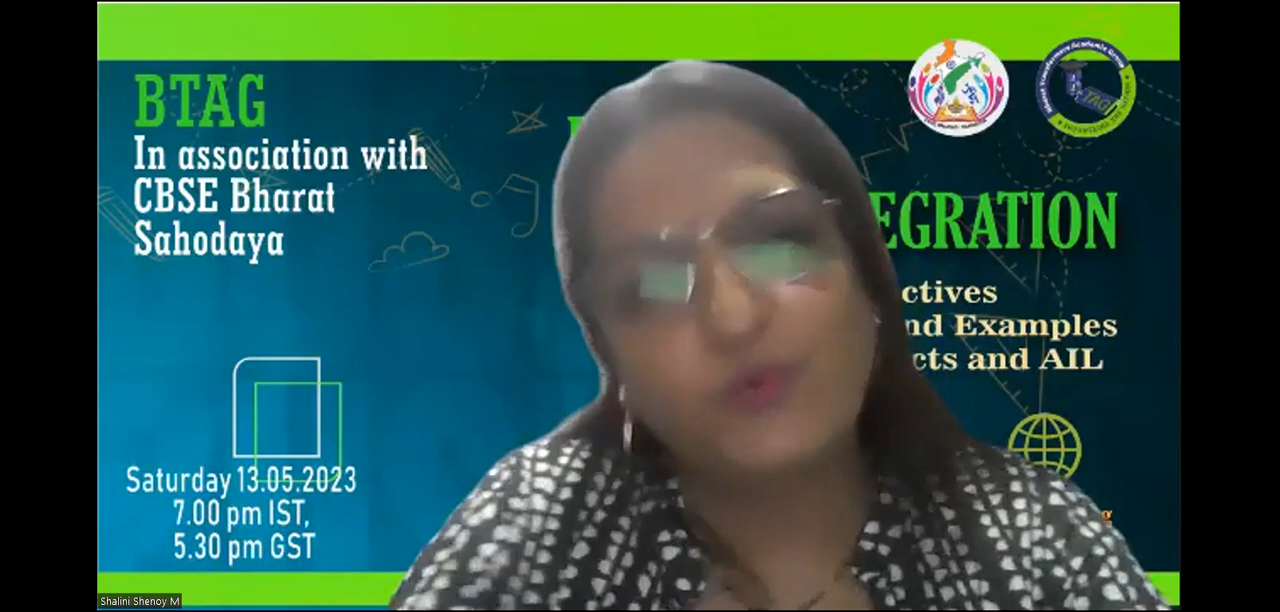 BTAG
In association with
CBSE Bharat
Sahodaya
EGRATION
ctives
nd Examples
cts and AIL
Saturday 13.05.2023
7.00 pm IST,
5.30 pm GST
Shalini Shenoy M